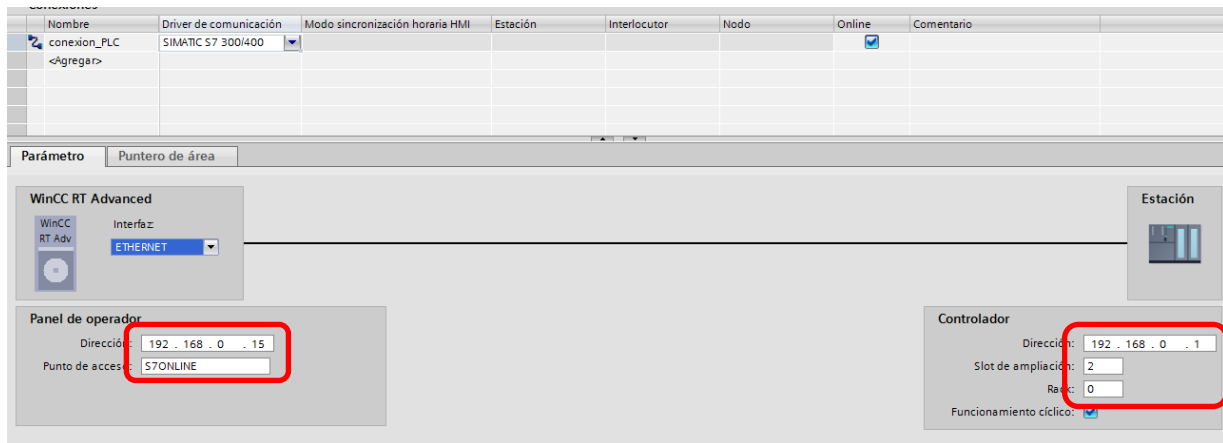 Conexiones
Nombre Driver de comunicación Modo sincronización horaria HMI Estación Interlocutor Nodo Online Comentario
conexion_PLC SIMATIC S7 300/400
<Agregar>
Parámetro Puntero de área
WinCC RT Advanced Estación
WinCC
RT Adv
Interfaz:
ETHERNET
Panel de operador
Dirección: 192 . 168 . 0 . 15
Punto de acceso: S7ONLINE
Controlador
Dirección: 192 . 168 . 0 . 1
Slot de ampliación: 2
Rack: 0
Funcionamiento cíclico: